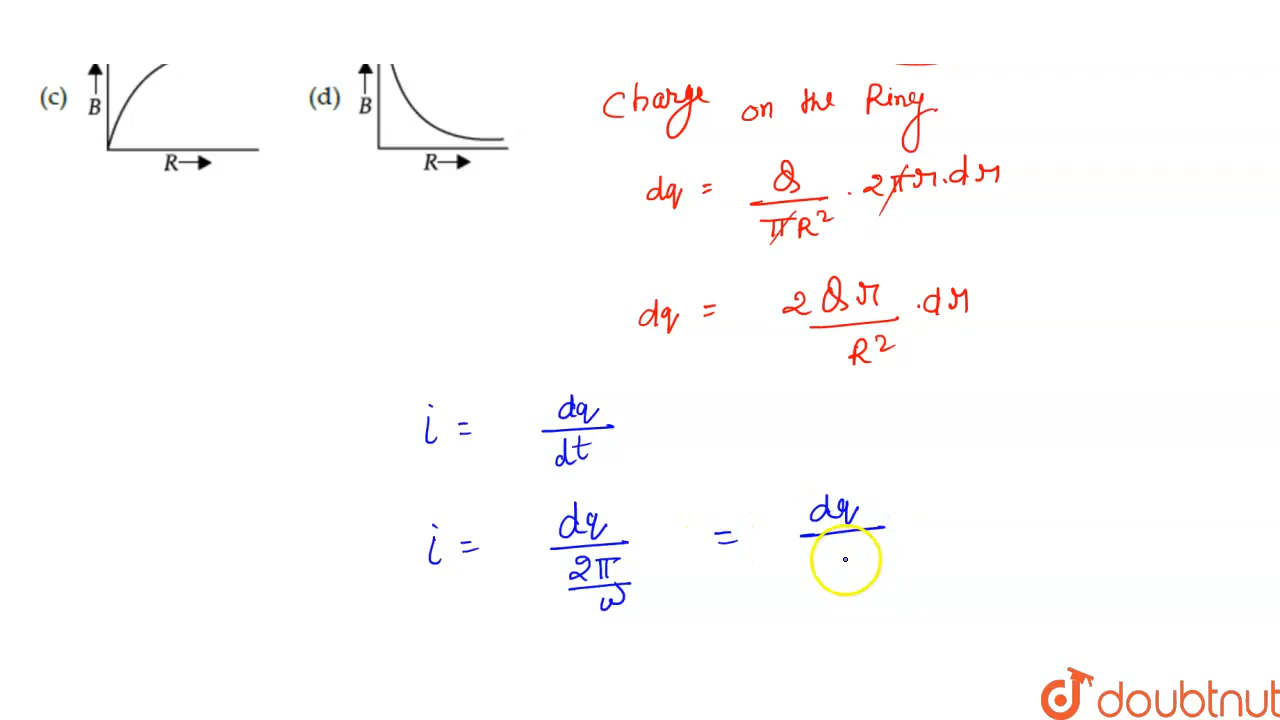 (c) B R→
(d) B R→
Charge on the Ring.
dq = Q/πR² · 2πr·dr
dq = 2Qr/R² · dr
i = dq/dt
i = dq/(2π/ω) = dq
doubtnut